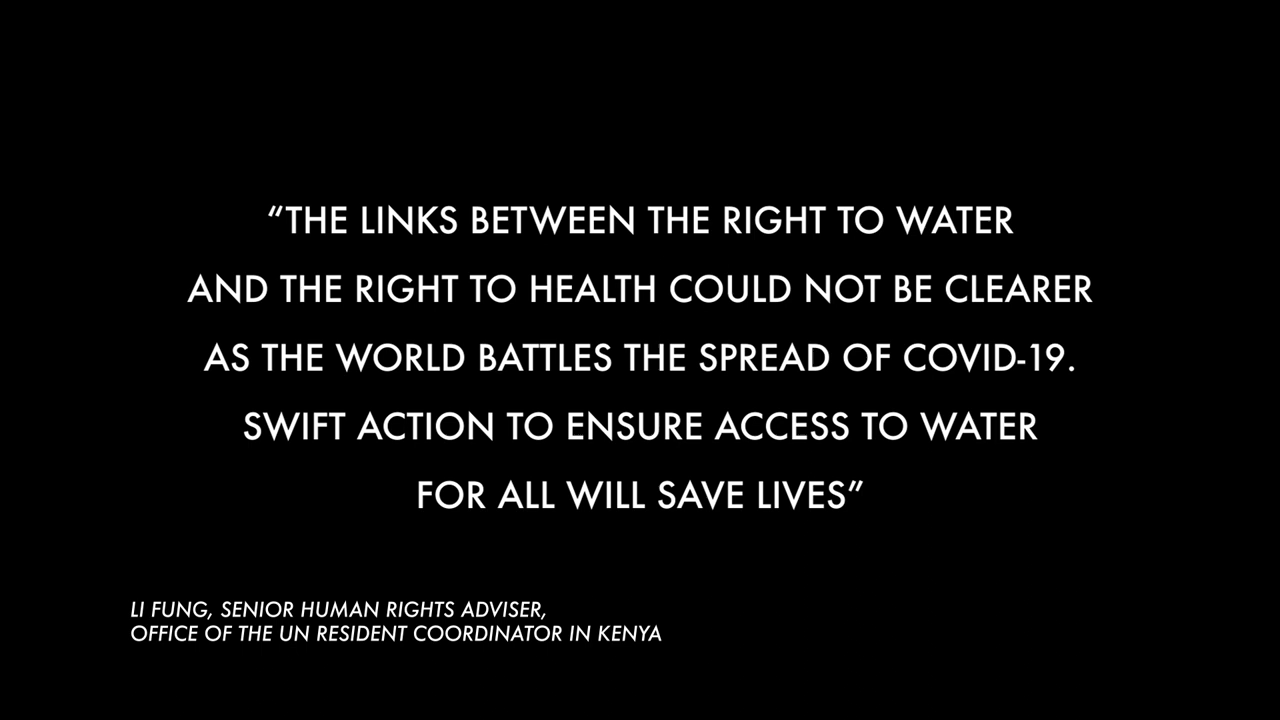 “THE LINKS BETWEEN THE RIGHT TO WATER
AND THE RIGHT TO HEALTH COULD NOT BE CLEARER
AS THE WORLD BATTLES THE SPREAD OF COVID-19.
SWIFT ACTION TO ENSURE ACCESS TO WATER
FOR ALL WILL SAVE LIVES”
LI FUNG, SENIOR HUMAN RIGHTS ADVISER,
OFFICE OF THE UN RESIDENT COORDINATOR IN KENYA